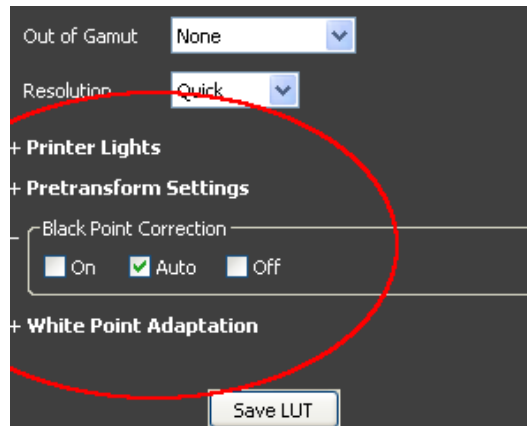 Out of Gamut None
Resolution Quick
+ Printer Lights
+ Pretransform Settings
Black Point Correction
On Auto Off
+ White Point Adaptation
Save LUT